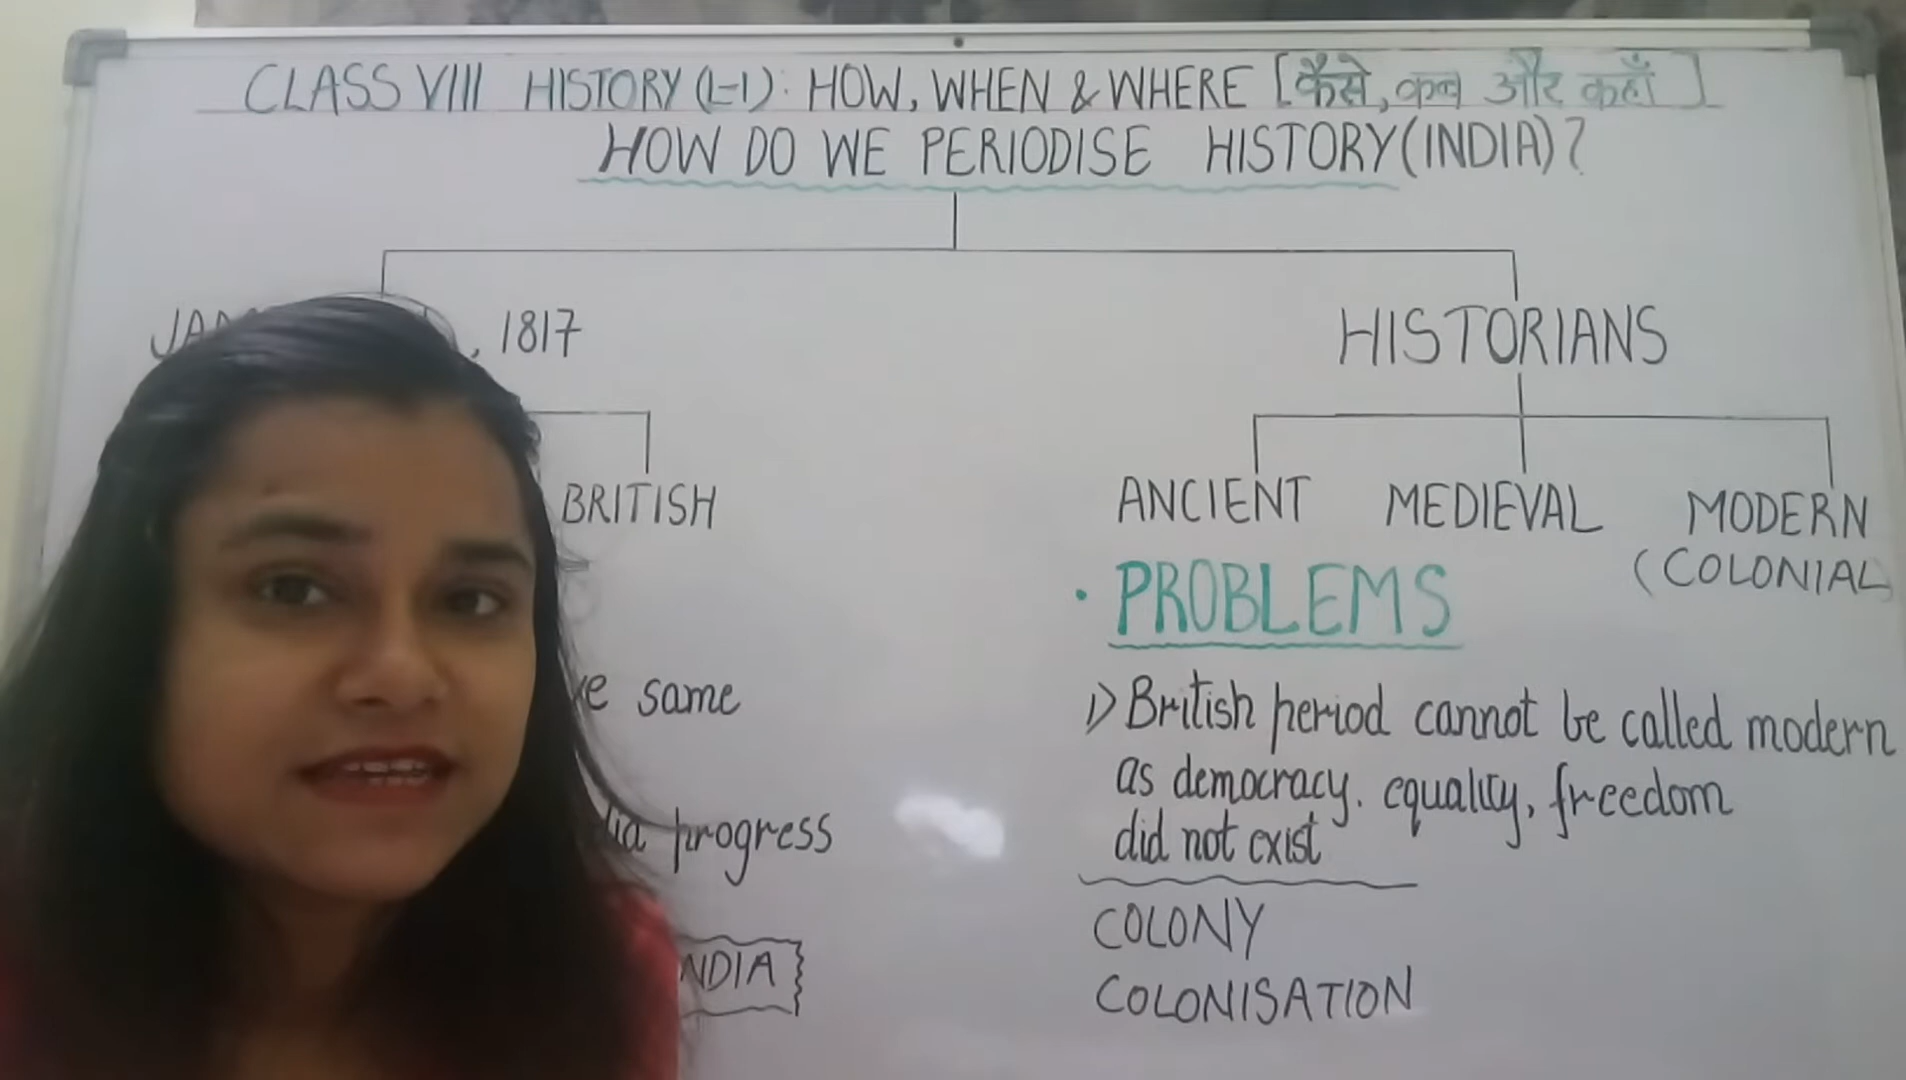 CLASS VIII HISTORY (L-1): HOW, WHEN & WHERE [कैसे, कब और कहाँ]
HOW DO WE PERIODISE HISTORY (INDIA)?
, 1817
HISTORIANS
BRITISH
ANCIENT MEDIEVAL MODERN
(COLONIAL
• PROBLEMS
same
1) British period cannot be called modern
as democracy. equality, freedom
did not exist
progress
COLONY
NDIA
COLONISATION